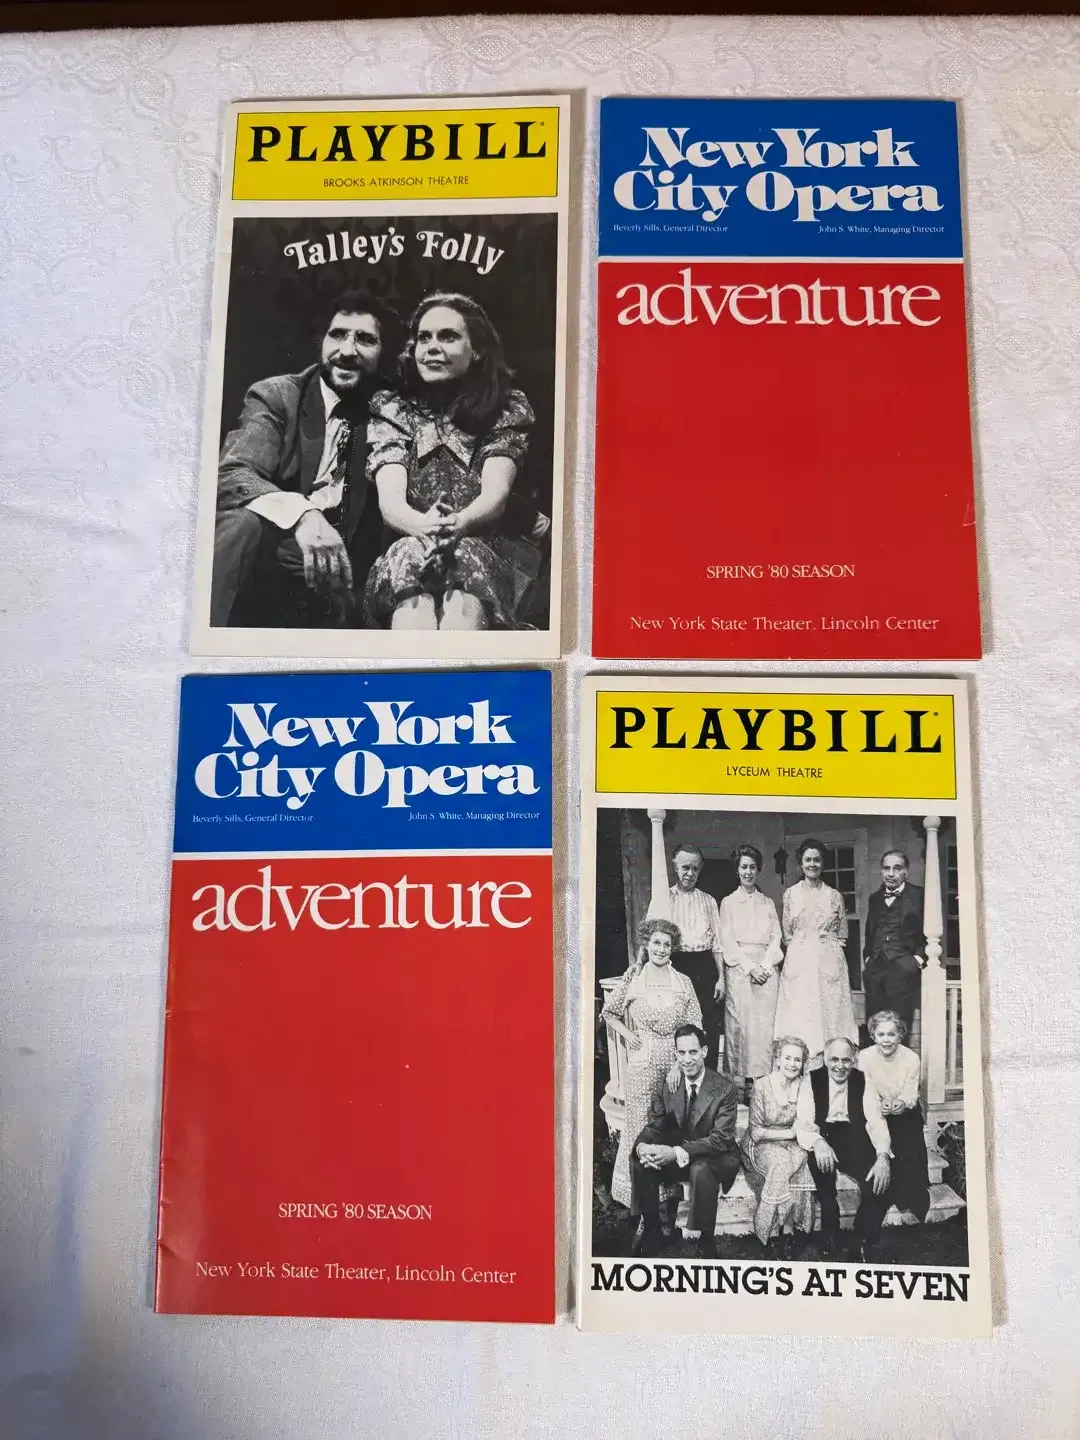 PLAYBILL®
BROOKS ATKINSON THEATRE
Talley's Folly
New York
City Opera
Beverly Sills, General Director
John S. White, Managing Director
adventure
SPRING '80 SEASON
New York State Theater, Lincoln Center
New York
City Opera
Beverly Sills, General Director
John S. White, Managing Director
adventure
SPRING '80 SEASON
New York State Theater, Lincoln Center
PLAYBILL®
LYCEUM THEATRE
MORNING'S AT SEVEN